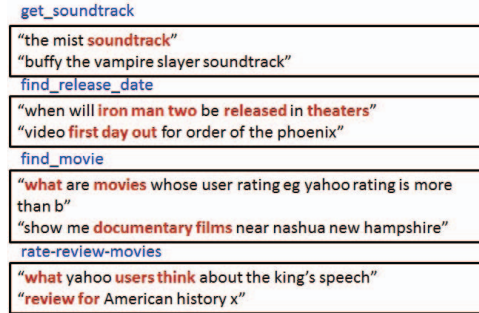 get_soundtrack
“the mist soundtrack”
“buffy the vampire slayer soundtrack”
find_release_date
“when will iron man two be released in theaters”
“video first day out for order of the phoenix”
find_movie
“what are movies whose user rating eg yahoo rating is more
than b”
“show me documentary films near nashua new hampshire”
rate-review-movies
“what yahoo users think about the king’s speech”
“review for American history x”